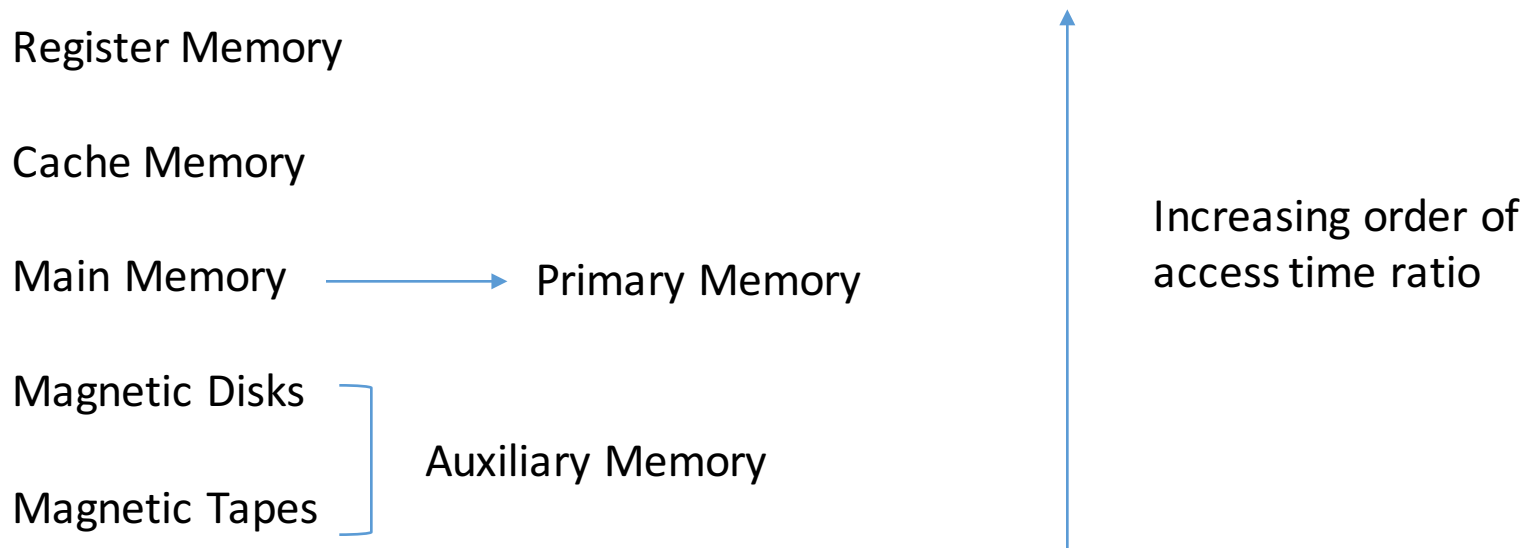 Register Memory
Cache Memory
Main Memory
Primary Memory
Magnetic Disks
Auxiliary Memory
Magnetic Tapes
Increasing order of
access time ratio